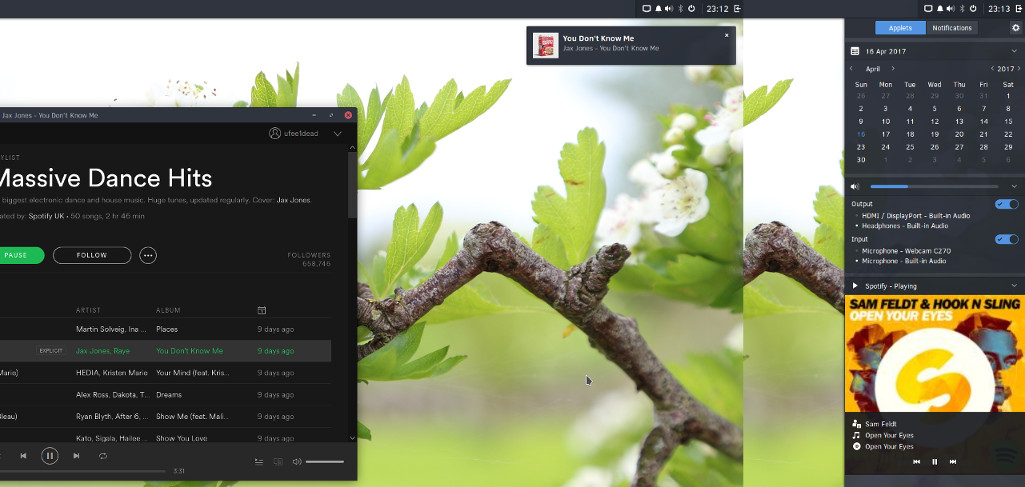 23:12
23:13
You Don't Know Me
Jax Jones - You Don't Know Me
Jax Jones - You Don't Know Me
ufee1dead
YLIST
Massive Dance Hits
biggest electronic dance and house music. Huge tunes, updated regularly. Cover: Jax Jones
ated by: Spotify UK • 50 songs, 2 hr 46 min
PAUSE
FOLLOW
FOLLOWERS
658,746
ARTIST ALBUM
Martin Solveig, Ina ... Places 9 days ago
EXPLICIT Jax Jones, Raye You Don't Know Me 9 days ago
Mario) HEDIA, Kristen Marie Your Mind (feat. Kris... 9 days ago
Alex Ross, Dakota, T... Dreams 9 days ago
Bleau) Ryan Blyth, After 6, ... Show Me (feat. Mali... 9 days ago
Kato, Sigala, Hailee ... Show You Love 9 days ago
3:31
Applets Notifications
16 Apr 2017
April 2017
Sun Mon Tue Wed Thu Fri Sat
26 27 28 29 30 31 1
2 3 4 5 6 7 8
9 10 11 12 13 14 15
16 17 18 19 20 21 22
23 24 25 26 27 28 29
30 1 2 3 4 5 6
Output
HDMI / DisplayPort - Built-in Audio
Headphones - Built-in Audio
Input
Microphone - Webcam C270
Microphone - Built-in Audio
Spotify - Playing
SAM FELDT & HOOK N SLING
OPEN YOUR EYES
Sam Feldt
Open Your Eyes
Open Your Eyes